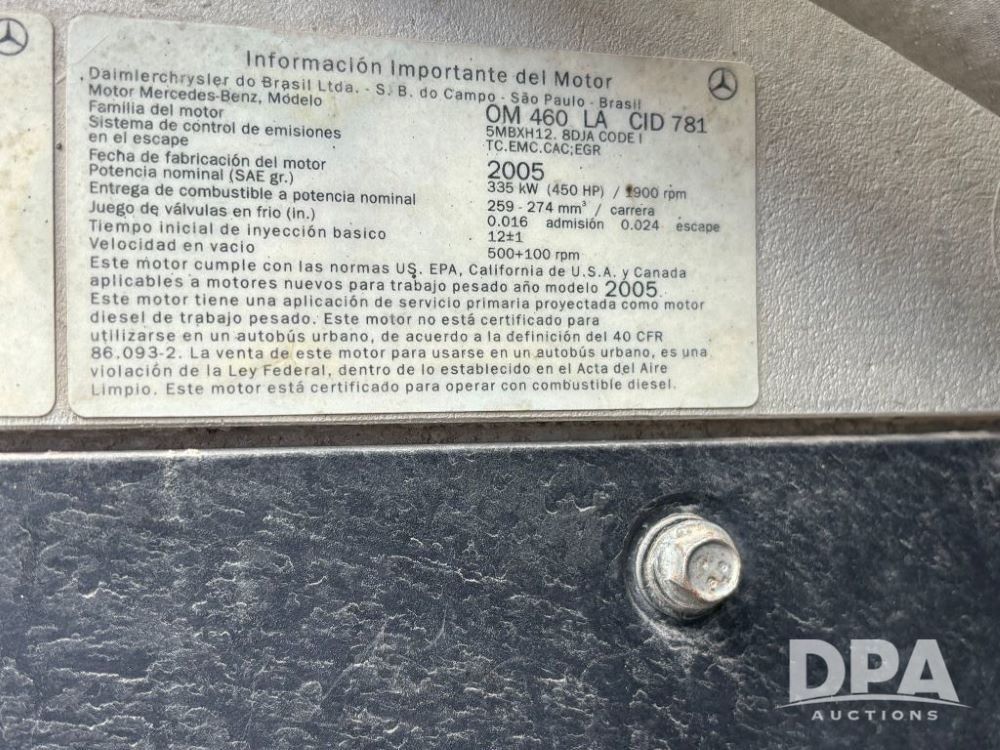 Información Importante del Motor
Daimlerchrysler do Brasil Ltda. - S. B. do Campo - São Paulo - Brasil
Motor Mercedes-Benz, Modelo OM 460 LA CID 781
Familia del motor 5MBXH12. 8DJA CODE I
Sistema de control de emisiones
en el escape TC.EMC.CAC;EGR
Fecha de fabricación del motor 2005
Potencia nominal (SAE gr.) 335 kW (450 HP) / 1900 rpm
Entrega de combustible a potencia nominal 259 - 274 mm³ / carrera
Juego de válvulas en frio (in.) 0.016 admisión 0.024 escape
Tiempo inicial de inyección basico 12±1
Velocidad en vacio 500+100 rpm
Este motor cumple con las normas US. EPA, California de U.S.A. y Canada
aplicables a motores nuevos para trabajo pesado año modelo 2005.
Este motor tiene una aplicación de servicio primaria proyectada como motor
diesel de trabajo pesado. Este motor no está certificado para
utilizarse en un autobús urbano, de acuerdo a la definición del 40 CFR
86.093-2. La venta de este motor para usarse en un autobús urbano, es una
violación de la Ley Federal, dentro de lo establecido en el Acta del Aire
Limpio. Este motor está certificado para operar con combustible diesel.
DPA
AUCTIONS